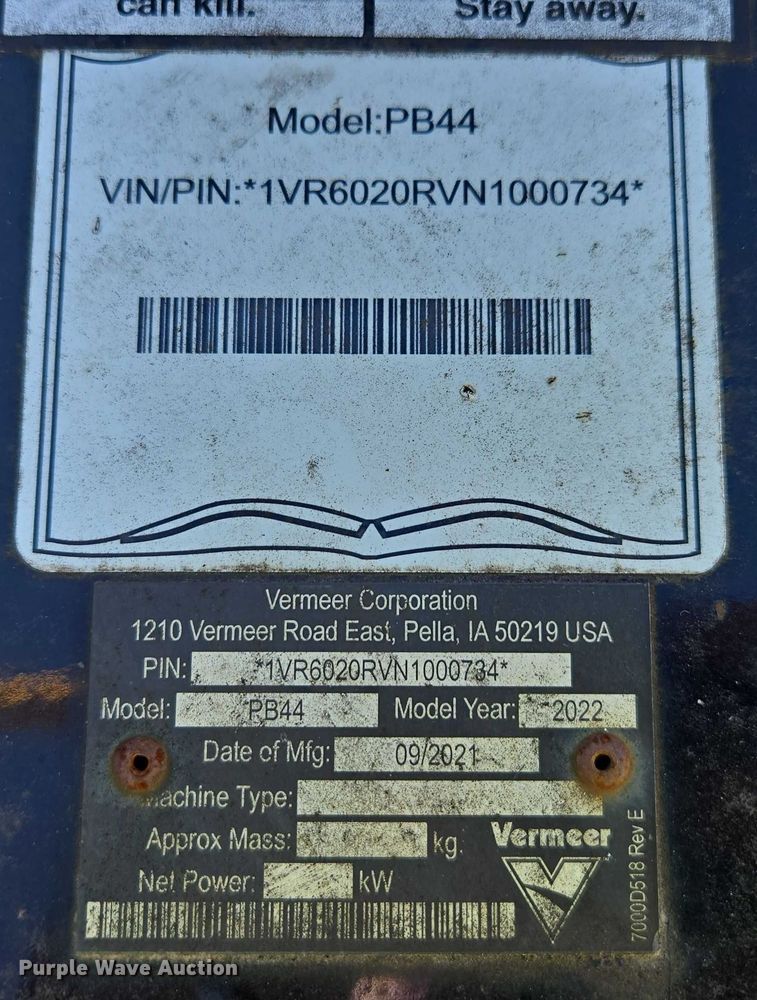 can kill.
Stay away.
Model:PB44
VIN/PIN:*1VR6020RVN1000734*
Vermeer Corporation
1210 Vermeer Road East, Pella, IA 50219 USA
PIN: *1VR6020RVN1000734*
Model: PB44 Model Year: 2022
Date of Mfg: 09/2021
Machine Type:
Approx Mass: kg.
Net Power: kW
Vermeer
7000D518 Rev E
Purple Wave Auction